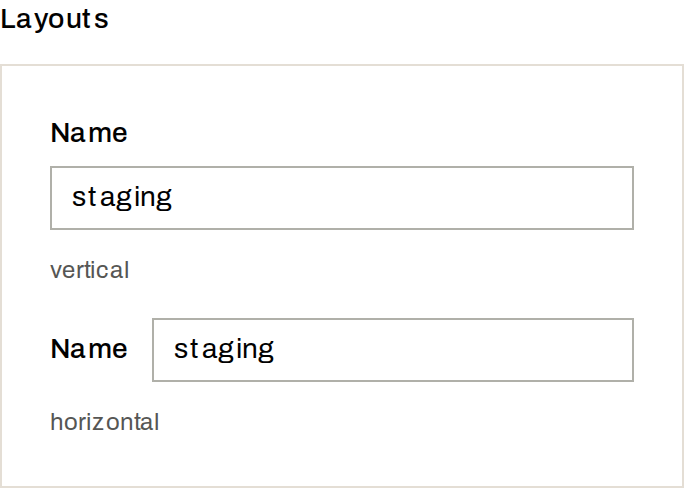 Layouts
Name
staging
vertical
Name staging
horizontal